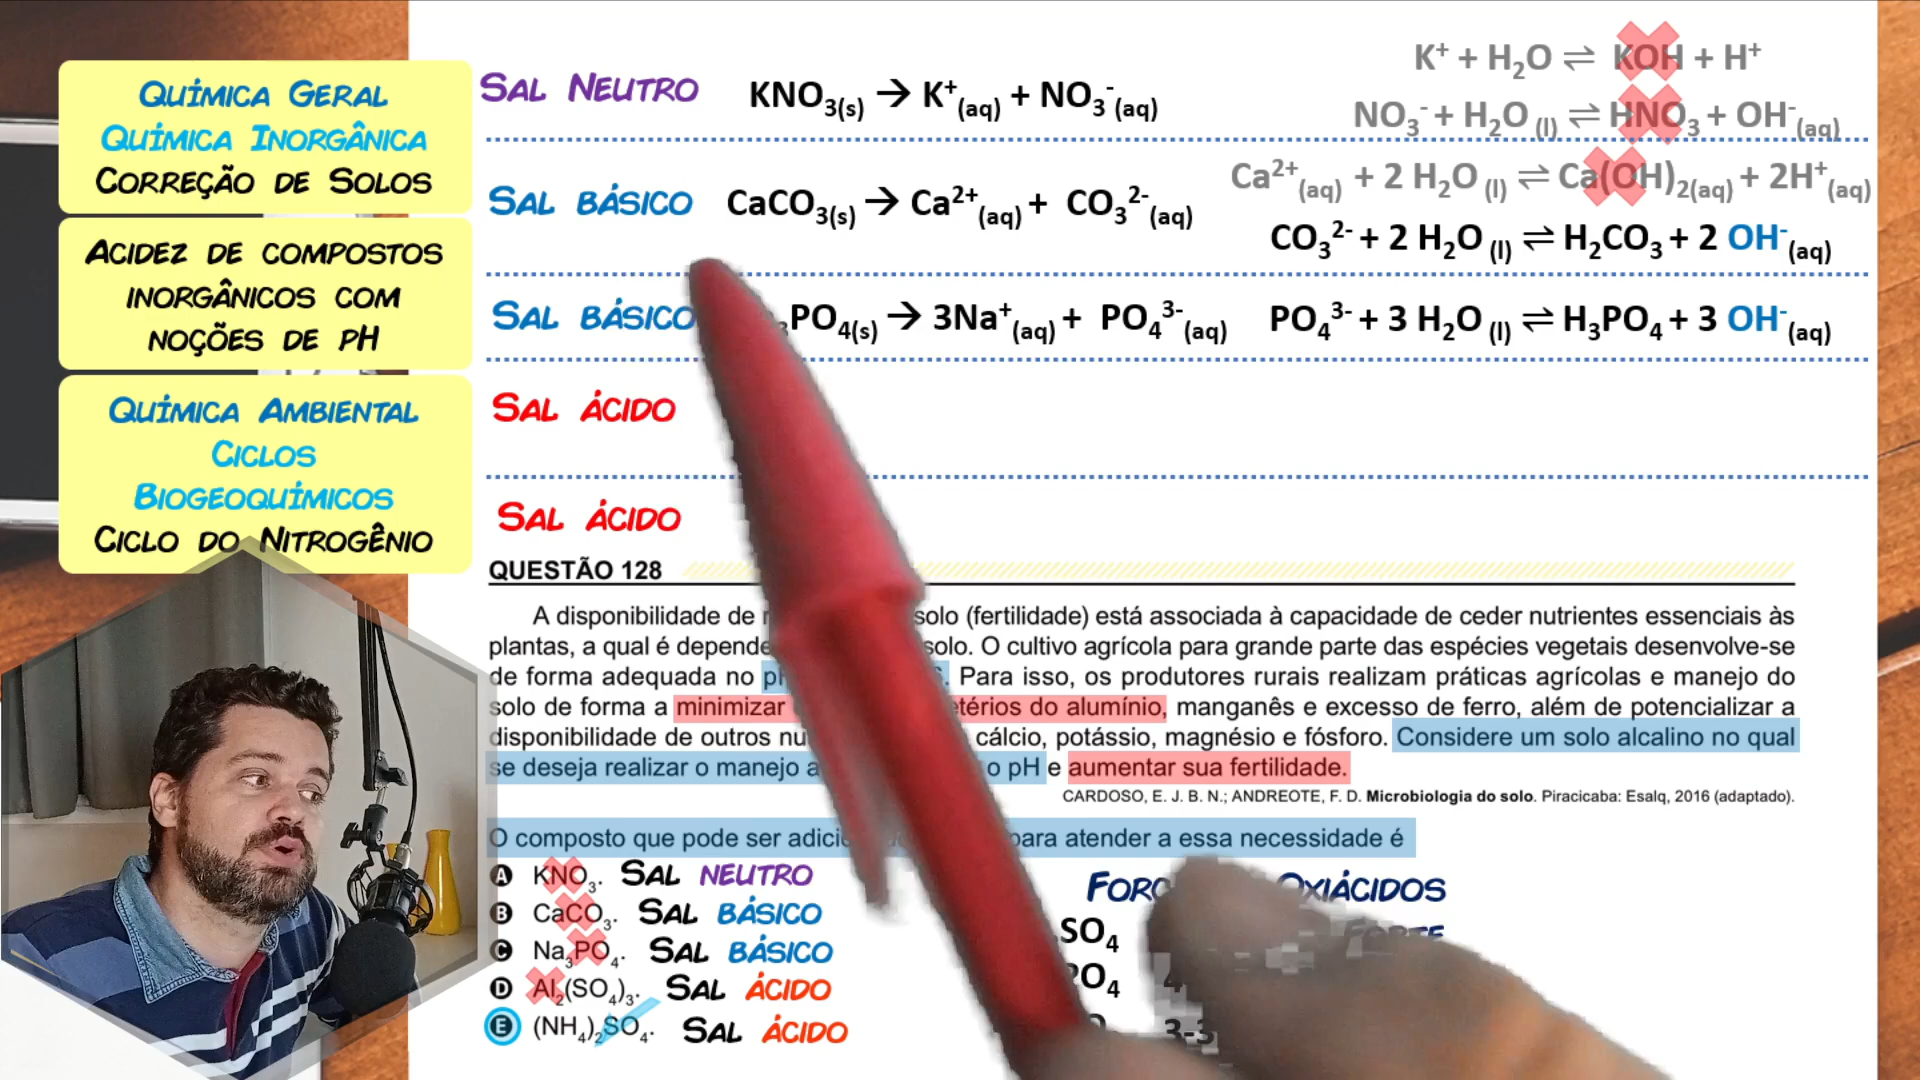 QUÍMICA GERAL
QUÍMICA INORGÂNICA
CORREÇÃO DE SOLOS
ACIDEZ DE COMPOSTOS
INORGÂNICOS COM
NOÇÕES DE pH
QUÍMICA AMBIENTAL
CICLOS
BIOGEOQUÍMICOS
CICLO DO NITROGÊNIO
SAL NEUTRO KNO₃(s) → K⁺(aq) + NO₃⁻(aq)
K⁺ + H₂O ⇌ KOH + H⁺
NO₃⁻ + H₂O (l) ⇌ HNO₃ + OH⁻(aq)
SAL BÁSICO CaCO₃(s) → Ca²⁺(aq) + CO₃²⁻(aq)
Ca²⁺(aq) + 2 H₂O (l) ⇌ Ca(OH)₂(aq) + 2H⁺(aq)
CO₃²⁻ + 2 H₂O (l) ⇌ H₂CO₃ + 2 OH⁻(aq)
SAL BÁSICO ₃PO₄(s) → 3Na⁺(aq) + PO₄³⁻(aq) PO₄³⁻ + 3 H₂O (l) ⇌ H₃PO₄ + 3 OH⁻(aq)
SAL ÁCIDO
SAL ÁCIDO
QUESTÃO 128
A disponibilidade de solo (fertilidade) está associada à capacidade de ceder nutrientes essenciais às
plantas, a qual é solo. O cultivo agrícola para grande parte das espécies vegetais desenvolve-se
de forma adequada no Para isso, os produtores rurais realizam práticas agrícolas e manejo do
solo de forma a minimizar do alumínio, manganês e excesso de ferro, além de potencializar a
disponibilidade de outros cálcio, potássio, magnésio e fósforo. Considere um solo alcalino no qual
se deseja realizar o manejo o pH e aumentar sua fertilidade.
CARDOSO, E. J. B. N.; ANDREOTE, F. D. Microbiologia do solo. Piracicaba: Esalq, 2016 (adaptado).
O composto que pode ser para atender a essa necessidade é
A KNO₃. SAL NEUTRO
B CaCO₃. SAL BÁSICO
C Na₃PO₄. SAL BÁSICO
D Al₂(SO₄)₃. SAL ÁCIDO
E (NH₄)₂SO₄. SAL ÁCIDO
OXIÁCIDOS
SO₄ FORTE
PO₄ 4
3-3